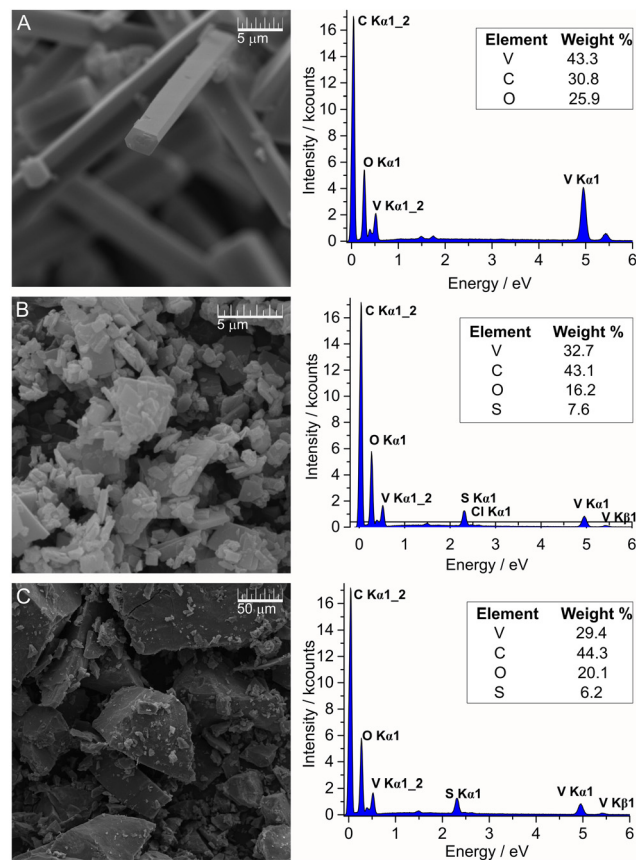 A
5 μm
Intensity / kcounts
16
14
12
10
8
6
4
2
0
C Kα1_2
O Kα1
V Kα1_2
V Kα1
Element Weight %
V 43.3
C 30.8
O 25.9
0 1 2 3 4 5 6
Energy / eV
B
5 μm
Intensity / kcounts
16
14
12
10
8
6
4
2
0
C Kα1_2
O Kα1
V Kα1_2
S Kα1
Cl Kα1
V Kα1
V Kβ1
Element Weight %
V 32.7
C 43.1
O 16.2
S 7.6
0 1 2 3 4 5 6
Energy / eV
C
50 μm
Intensity / kcounts
16
14
12
10
8
6
4
2
0
C Kα1_2
O Kα1
V Kα1_2
S Kα1
V Kα1
V Kβ1
Element Weight %
V 29.4
C 44.3
O 20.1
S 6.2
0 1 2 3 4 5 6
Energy / eV